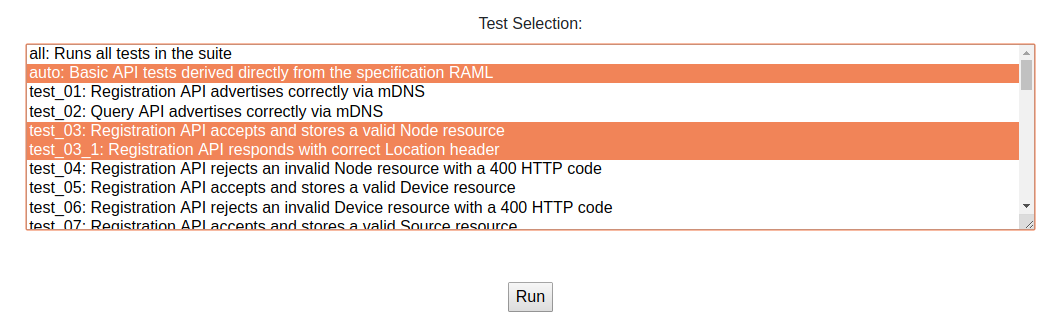 Test Selection:
all: Runs all tests in the suite
auto: Basic API tests derived directly from the specification RAML
test_01: Registration API advertises correctly via mDNS
test_02: Query API advertises correctly via mDNS
test_03: Registration API accepts and stores a valid Node resource
test_03_1: Registration API responds with correct Location header
test_04: Registration API rejects an invalid Node resource with a 400 HTTP code
test_05: Registration API accepts and stores a valid Device resource
test_06: Registration API rejects an invalid Device resource with a 400 HTTP code
test_07: Registration API accepts and stores a valid Source resource
Run